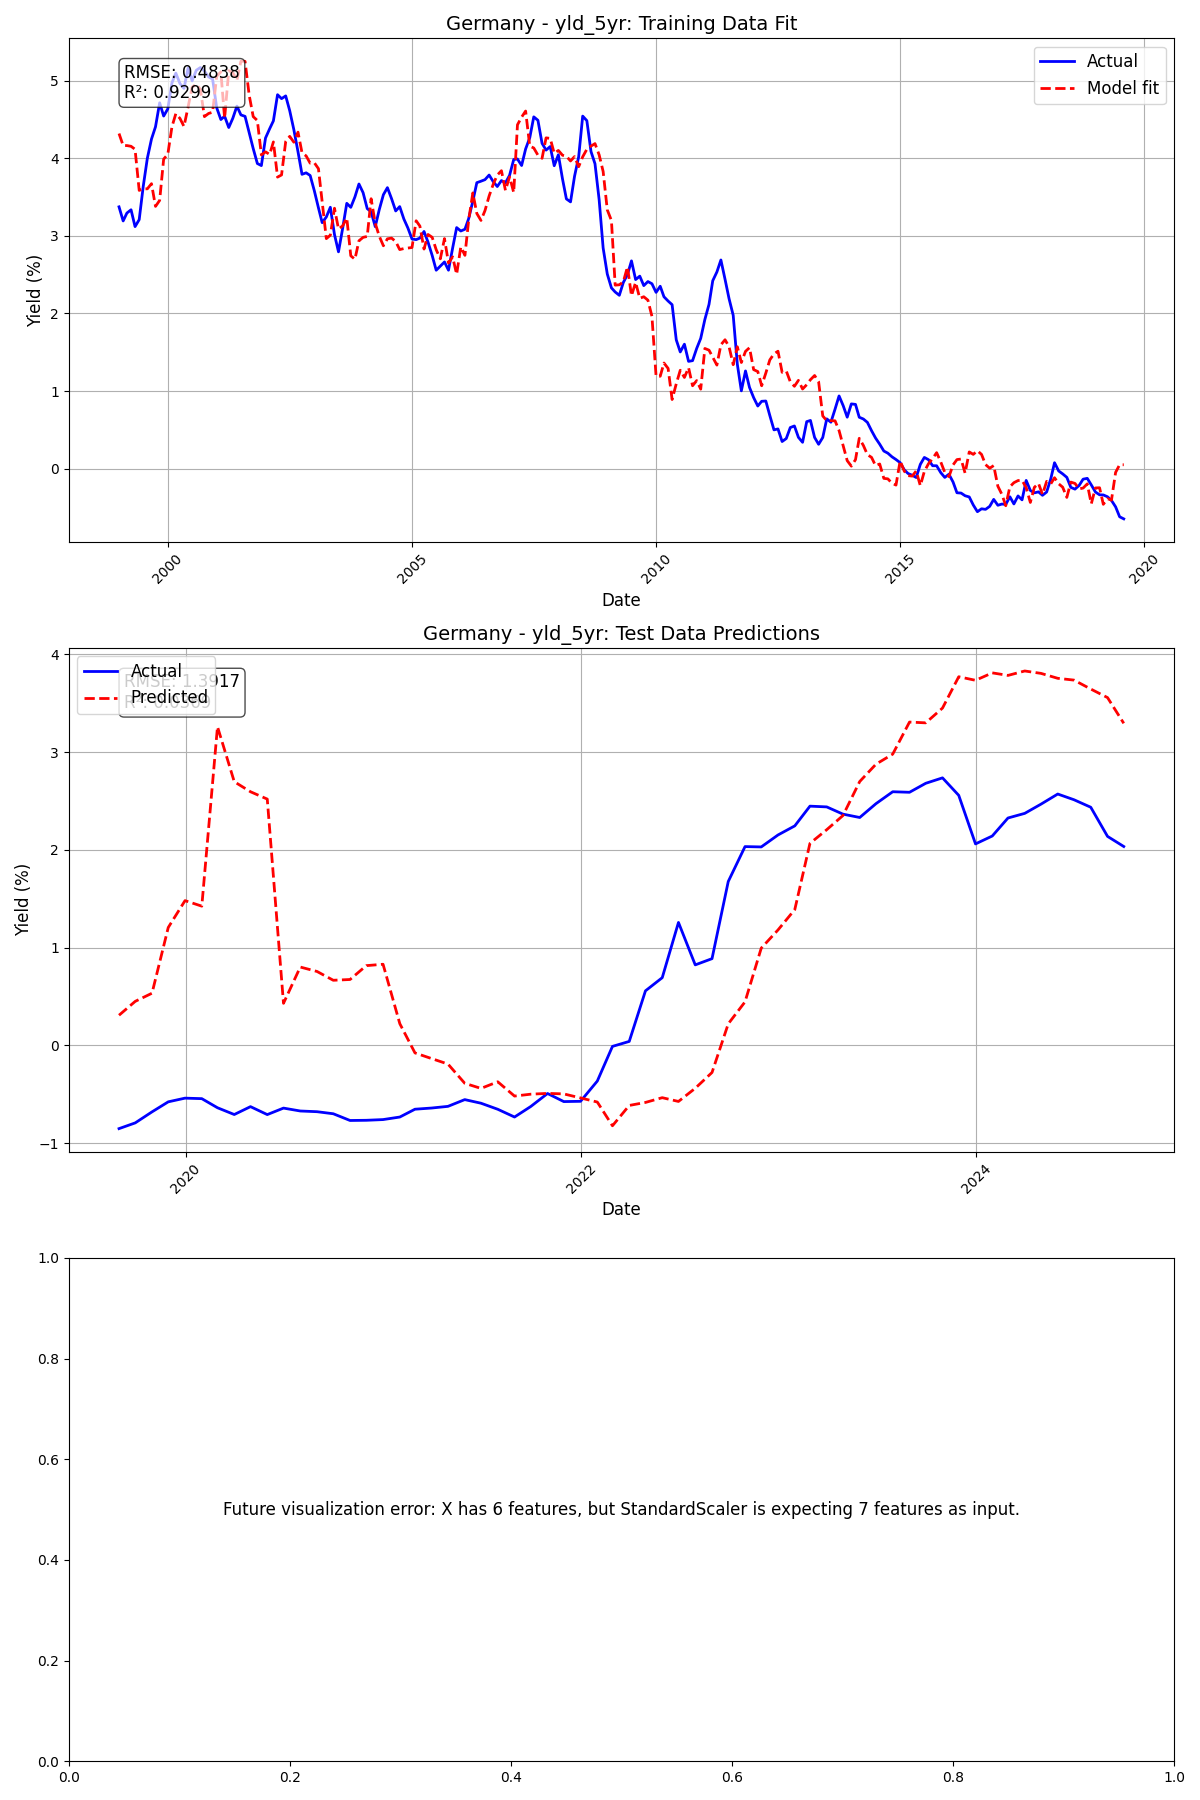 Germany - yld_5yr: Training Data Fit
RMSE: 0.4838
R²: 0.9299
Actual
Model fit
Yield (%)
5
4
3
2
1
0
2000
2005
2010
2015
2020
Date
Germany - yld_5yr: Test Data Predictions
Actual
RMSE: 1.3917
Predicted
Yield (%)
4
3
2
1
0
−1
2020
2022
2024
Date
1.0
0.8
0.6
0.4
0.2
0.0
Future visualization error: X has 6 features, but StandardScaler is expecting 7 features as input.
0.0
0.2
0.4
0.6
0.8
1.0